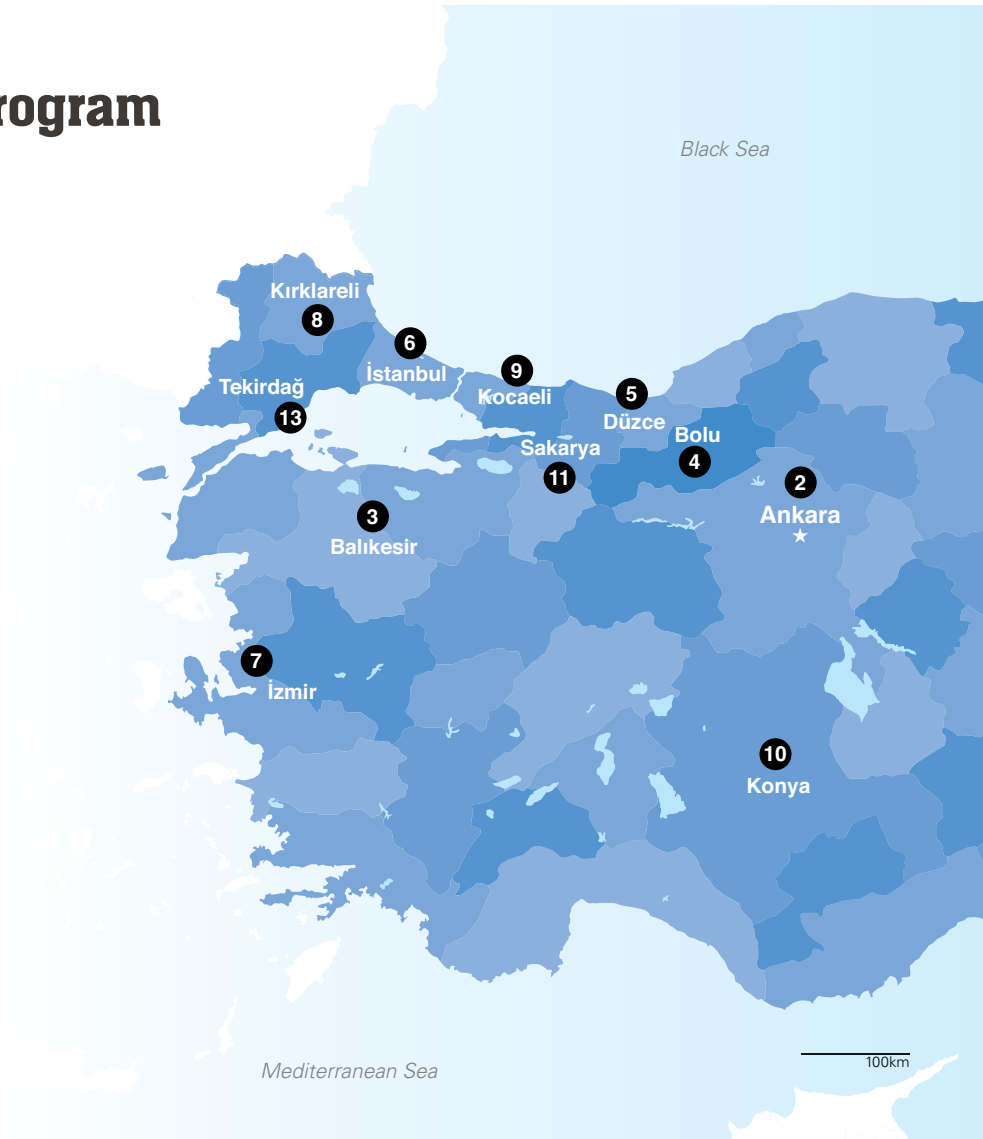 rogram
Black Sea
Kırklareli
8
6
İstanbul
9
Kocaeli
Tekirdağ
13
5
Düzce
Bolu
4
Sakarya
11
2
Ankara
3
Balıkesir
7
İzmir
10
Konya
100km
Mediterranean Sea